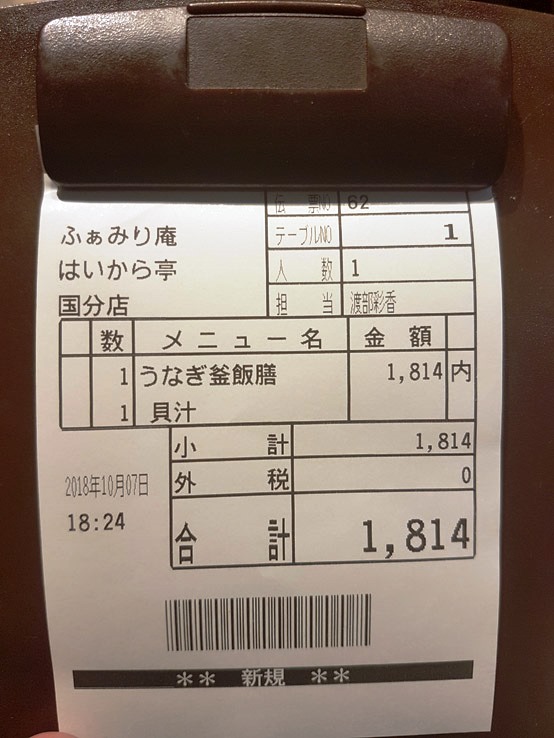 伝票NO 62
ふぁみり庵 テーブルNO 1
はいから亭 人数 1
国分店 担当 渡部彩香
数 メニュー名 金額
1 うなぎ釜飯膳 1,814 内
1 貝汁
小計 1,814
2018年10月07日 外税 0
18:24 合計 1,814
** 新規 **